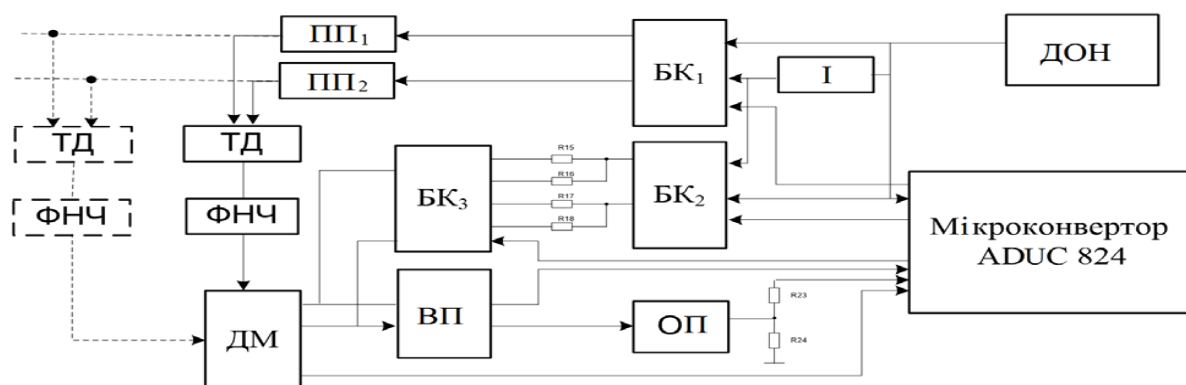 ПП₁
ПП₂
БК₁
І
ДОН
ТД
ТД
ФНЧ
ФНЧ
БК₃
R15
R16
R17
R18
БК₂
Мікроконвертор
ADUC 824
ДМ
ВП
ОП
R23
R24